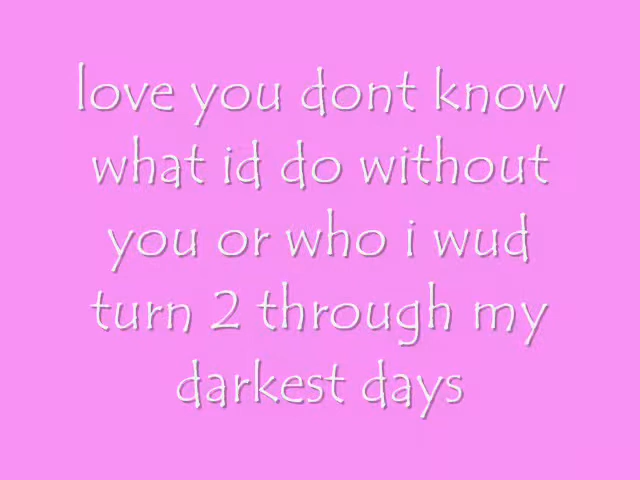 love you dont know
what id do without
you or who i wud
turn 2 through my
darkest days